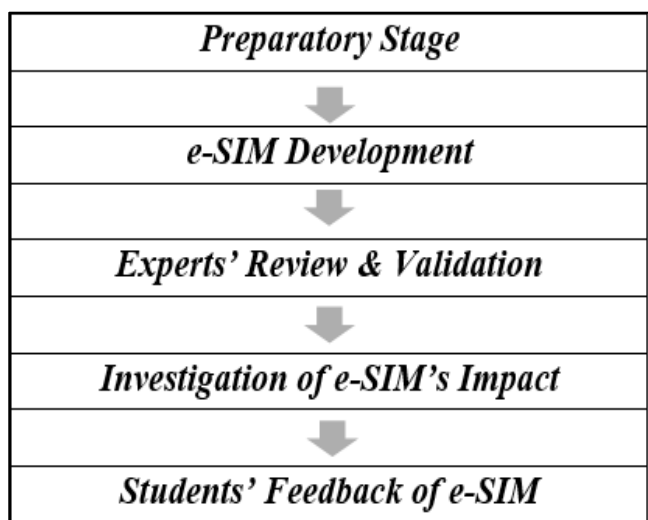 Preparatory Stage
e-SIM Development
Experts’ Review & Validation
Investigation of e-SIM’s Impact
Students’ Feedback of e-SIM